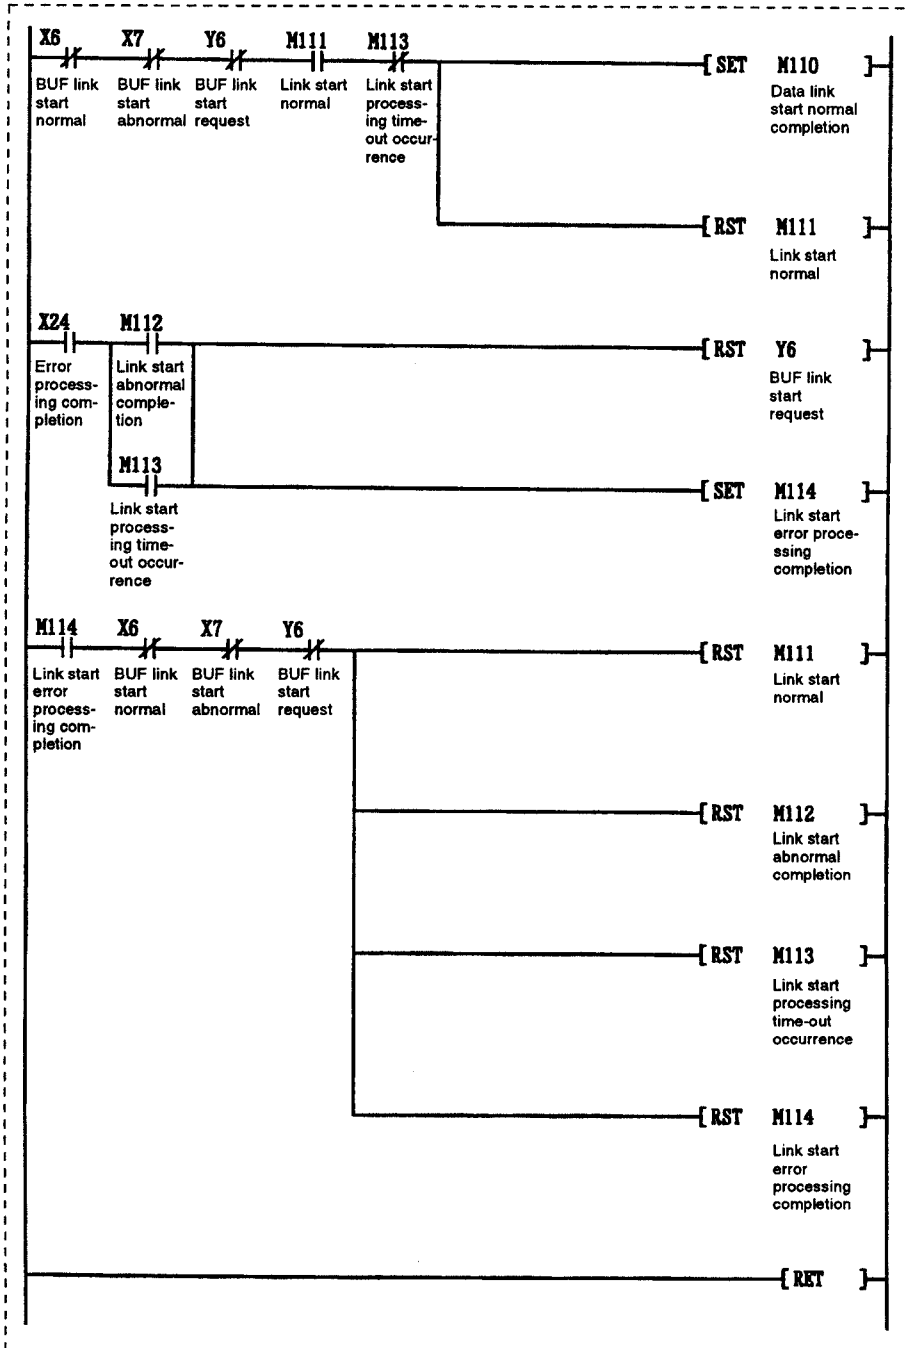 X6 X7 Y6 M111 M113
[ SET M110 ]
BUF link start normal
BUF link start abnormal
BUF link start request
Link start normal
Link start process- ing time- out occur- rence
Data link start normal completion
[ RST M111 ]
Link start normal
X24 M112
[ RST Y6 ]
Error process- ing com- pletion
Link start abnormal comple- tion
BUF link start request
M113
[ SET M114 ]
Link start process- ing time- out occur- rence
Link start error proce- ssing completion
M114 X6 X7 Y6
[ RST M111 ]
Link start error process- ing com- pletion
BUF link start normal
BUF link start abnormal
BUF link start request
Link start normal
[ RST M112 ]
Link start abnormal completion
[ RST M113 ]
Link start processing time-out occurrence
[ RST M114 ]
Link start error processing completion
[ RET ]